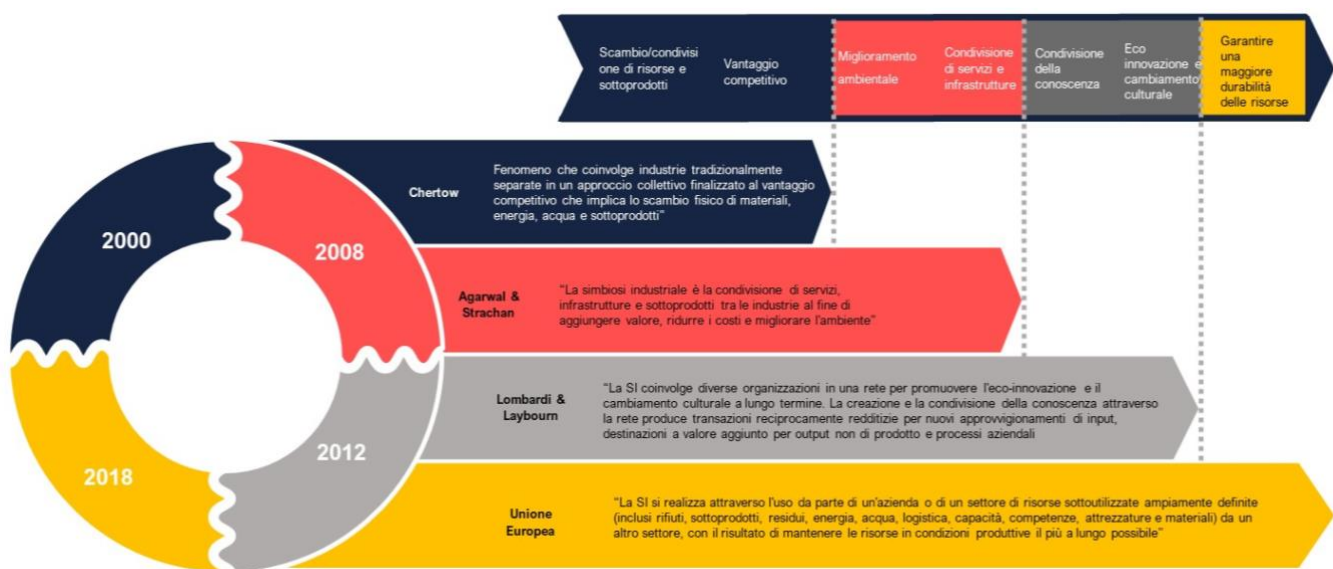 Scambio/condivisi
one di risorse e
sottoprodotti
Vantaggio
competitivo
Miglioramento
ambientale
Condivisione
di servizi e
infrastrutture
Condivisione
della
conoscenza
Eco
innovazione e
cambiamento
culturale
Garantire
una
maggiore
durabilità
delle risorse
2000
2008
2012
2018
Chertow
Fenomeno che coinvolge industrie tradizionalmente
separate in un approccio collettivo finalizzato al vantaggio
competitivo che implica lo scambio fisico di materiali,
energia, acqua e sottoprodotti”
Agarwal &
Strachan
“La simbiosi industriale è la condivisione di servizi,
infrastrutture e sottoprodotti tra le industrie al fine di
aggiungere valore, ridurre i costi e migliorare l'ambiente”
Lombardi &
Laybourn
“La SI coinvolge diverse organizzazioni in una rete per promuovere l'eco-innovazione e il
cambiamento culturale a lungo termine. La creazione e la condivisione della conoscenza attraverso
la rete produce transazioni reciprocamente redditizie per nuovi approvvigionamenti di input,
destinazioni a valore aggiunto per output non di prodotto e processi aziendali
Unione
Europea
“La SI si realizza attraverso l'uso da parte di un'azienda o di un settore di risorse sottoutilizzate ampiamente definite
(inclusi rifiuti, sottoprodotti, residui, energia, acqua, logistica, capacità, competenze, attrezzature e materiali) da un
altro settore, con il risultato di mantenere le risorse in condizioni produttive il più a lungo possibile”